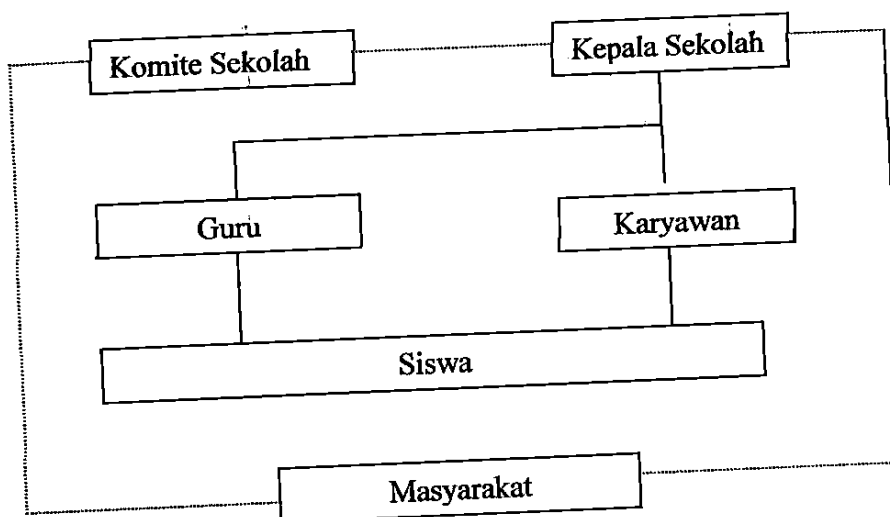 Komite Sekolah
Kepala Sekolah
Guru
Karyawan
Siswa
Masyarakat